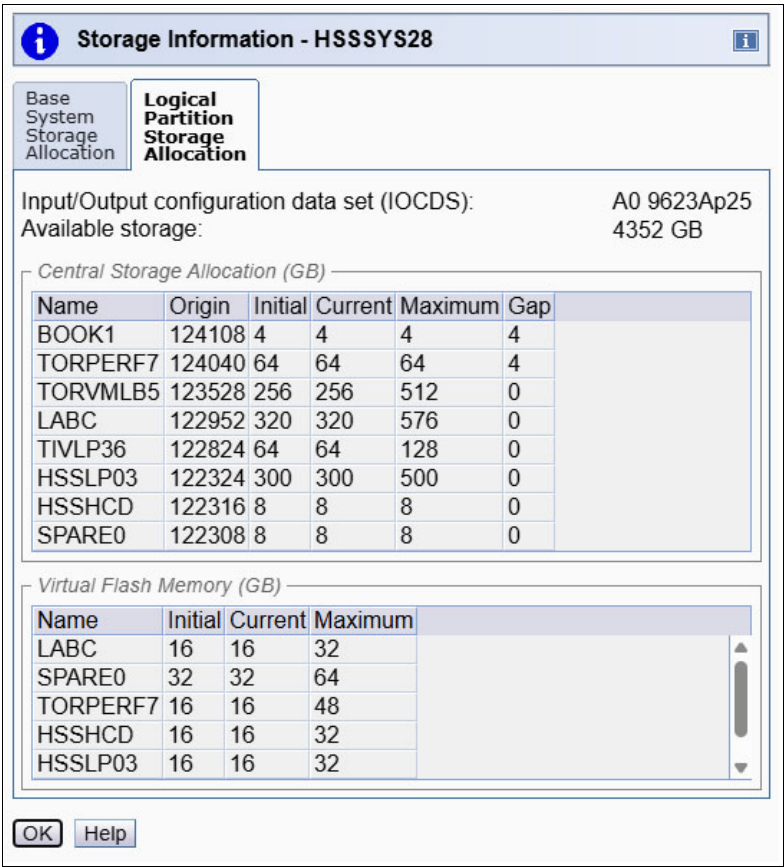 Storage Information - HSSSYS28
Base
System
Storage
Allocation
Logical
Partition
Storage
Allocation
Input/Output configuration data set (IOCDS): A0 9623Ap25
Available storage: 4352 GB
Central Storage Allocation (GB)
Name Origin Initial Current Maximum Gap
BOOK1 124108 4 4 4 4
TORPERF7 124040 64 64 64 4
TORVMLB5 123528 256 256 512 0
LABC 122952 320 320 576 0
TIVLP36 122824 64 64 128 0
HSSLP03 122324 300 300 500 0
HSSHCD 122316 8 8 8 0
SPARE0 122308 8 8 8 0
Virtual Flash Memory (GB)
Name Initial Current Maximum
LABC 16 16 32
SPARE0 32 32 64
TORPERF7 16 16 48
HSSHCD 16 16 32
HSSLP03 16 16 32
OK Help